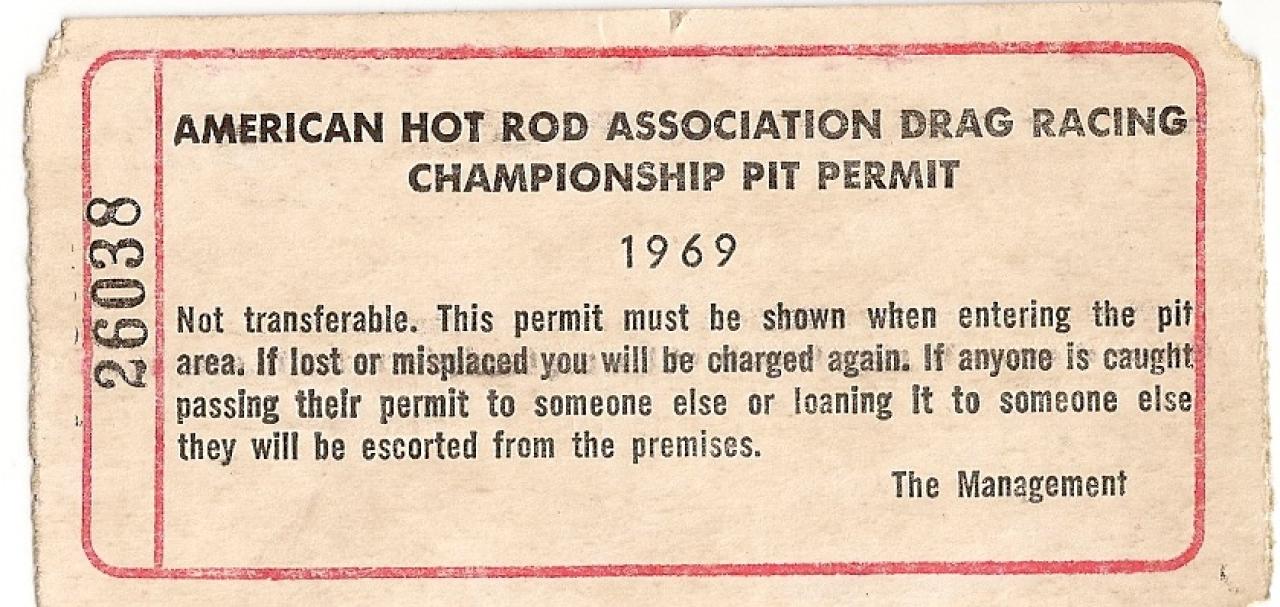 AMERICAN HOT ROD ASSOCIATION DRAG RACING
CHAMPIONSHIP PIT PERMIT
1969
Not transferable. This permit must be shown when entering the pit
area. If lost or misplaced you will be charged again. If anyone is caught
passing their permit to someone else or loaning it to someone else
they will be escorted from the premises.
The Management
26038